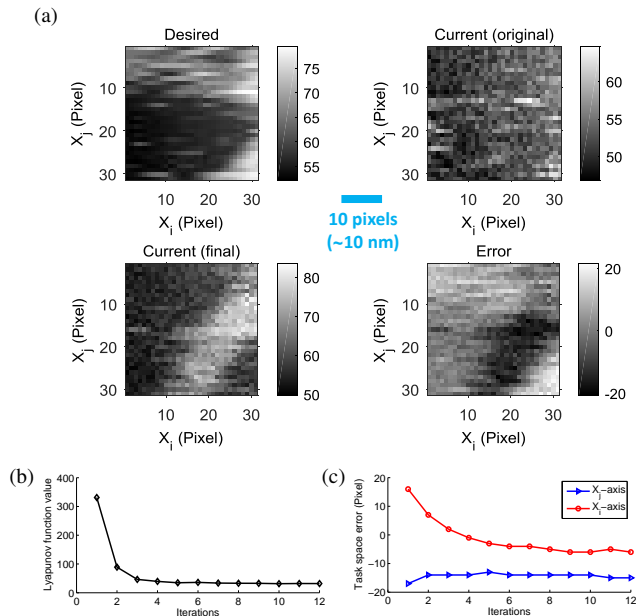 (a)
Desired
10
20
30
10 20 30
X_j (Pixel)
X_i (Pixel)
75
70
65
60
55
Current (original)
10
20
30
10 20 30
X_j (Pixel)
X_i (Pixel)
60
55
50
10 pixels
(~10 nm)
Current (final)
10
20
30
10 20 30
X_j (Pixel)
X_i (Pixel)
80
70
60
50
Error
10
20
30
10 20 30
X_j (Pixel)
X_i (Pixel)
20
0
-20
(b)
Lyapunov function value
400
300
200
100
0
0 2 4 6 8 10 12
Iterations
(c)
Task space error (Pixel)
20
10
0
−10
−20
0 2 4 6 8 10 12
Iterations
X_j−axis
X_i−axis